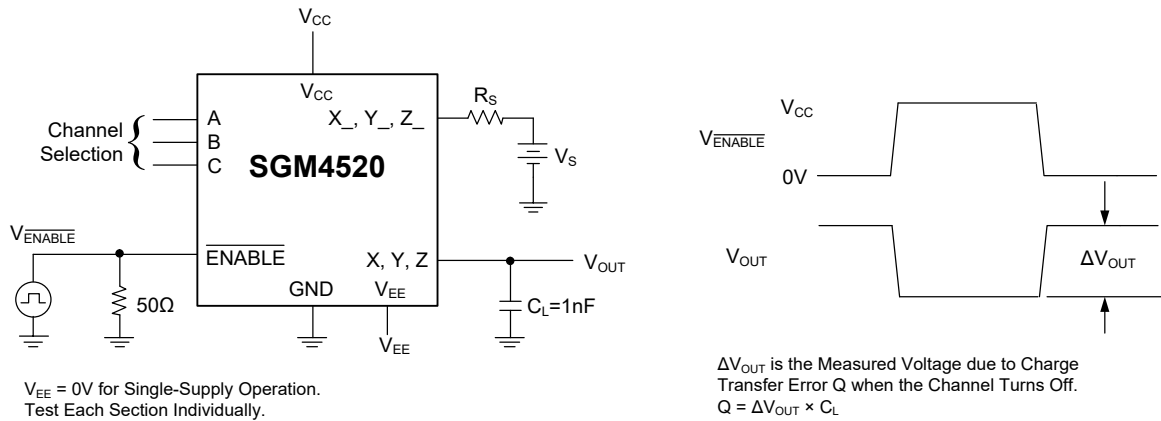 VCC
VCC
X_, Y_, Z_
RS
A
B
C
Channel
Selection
SGM4520
VS
VENABLE
ENABLE
X, Y, Z
VOUT
50Ω
GND
VEE
CL=1nF
VEE
VEE = 0V for Single-Supply Operation.
Test Each Section Individually.
VCC
VENABLE
0V
VOUT
ΔVOUT
ΔVOUT is the Measured Voltage due to Charge
Transfer Error Q when the Channel Turns Off.
Q = ΔVOUT × CL